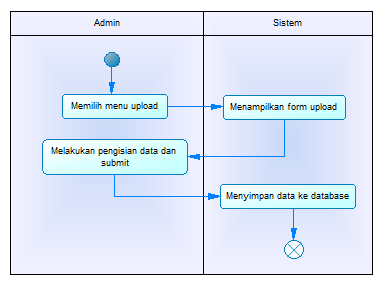 Admin
Sistem
Memilih menu upload
Menampilkan form upload
Melakukan pengisian data dan
submit
Menyimpan data ke database